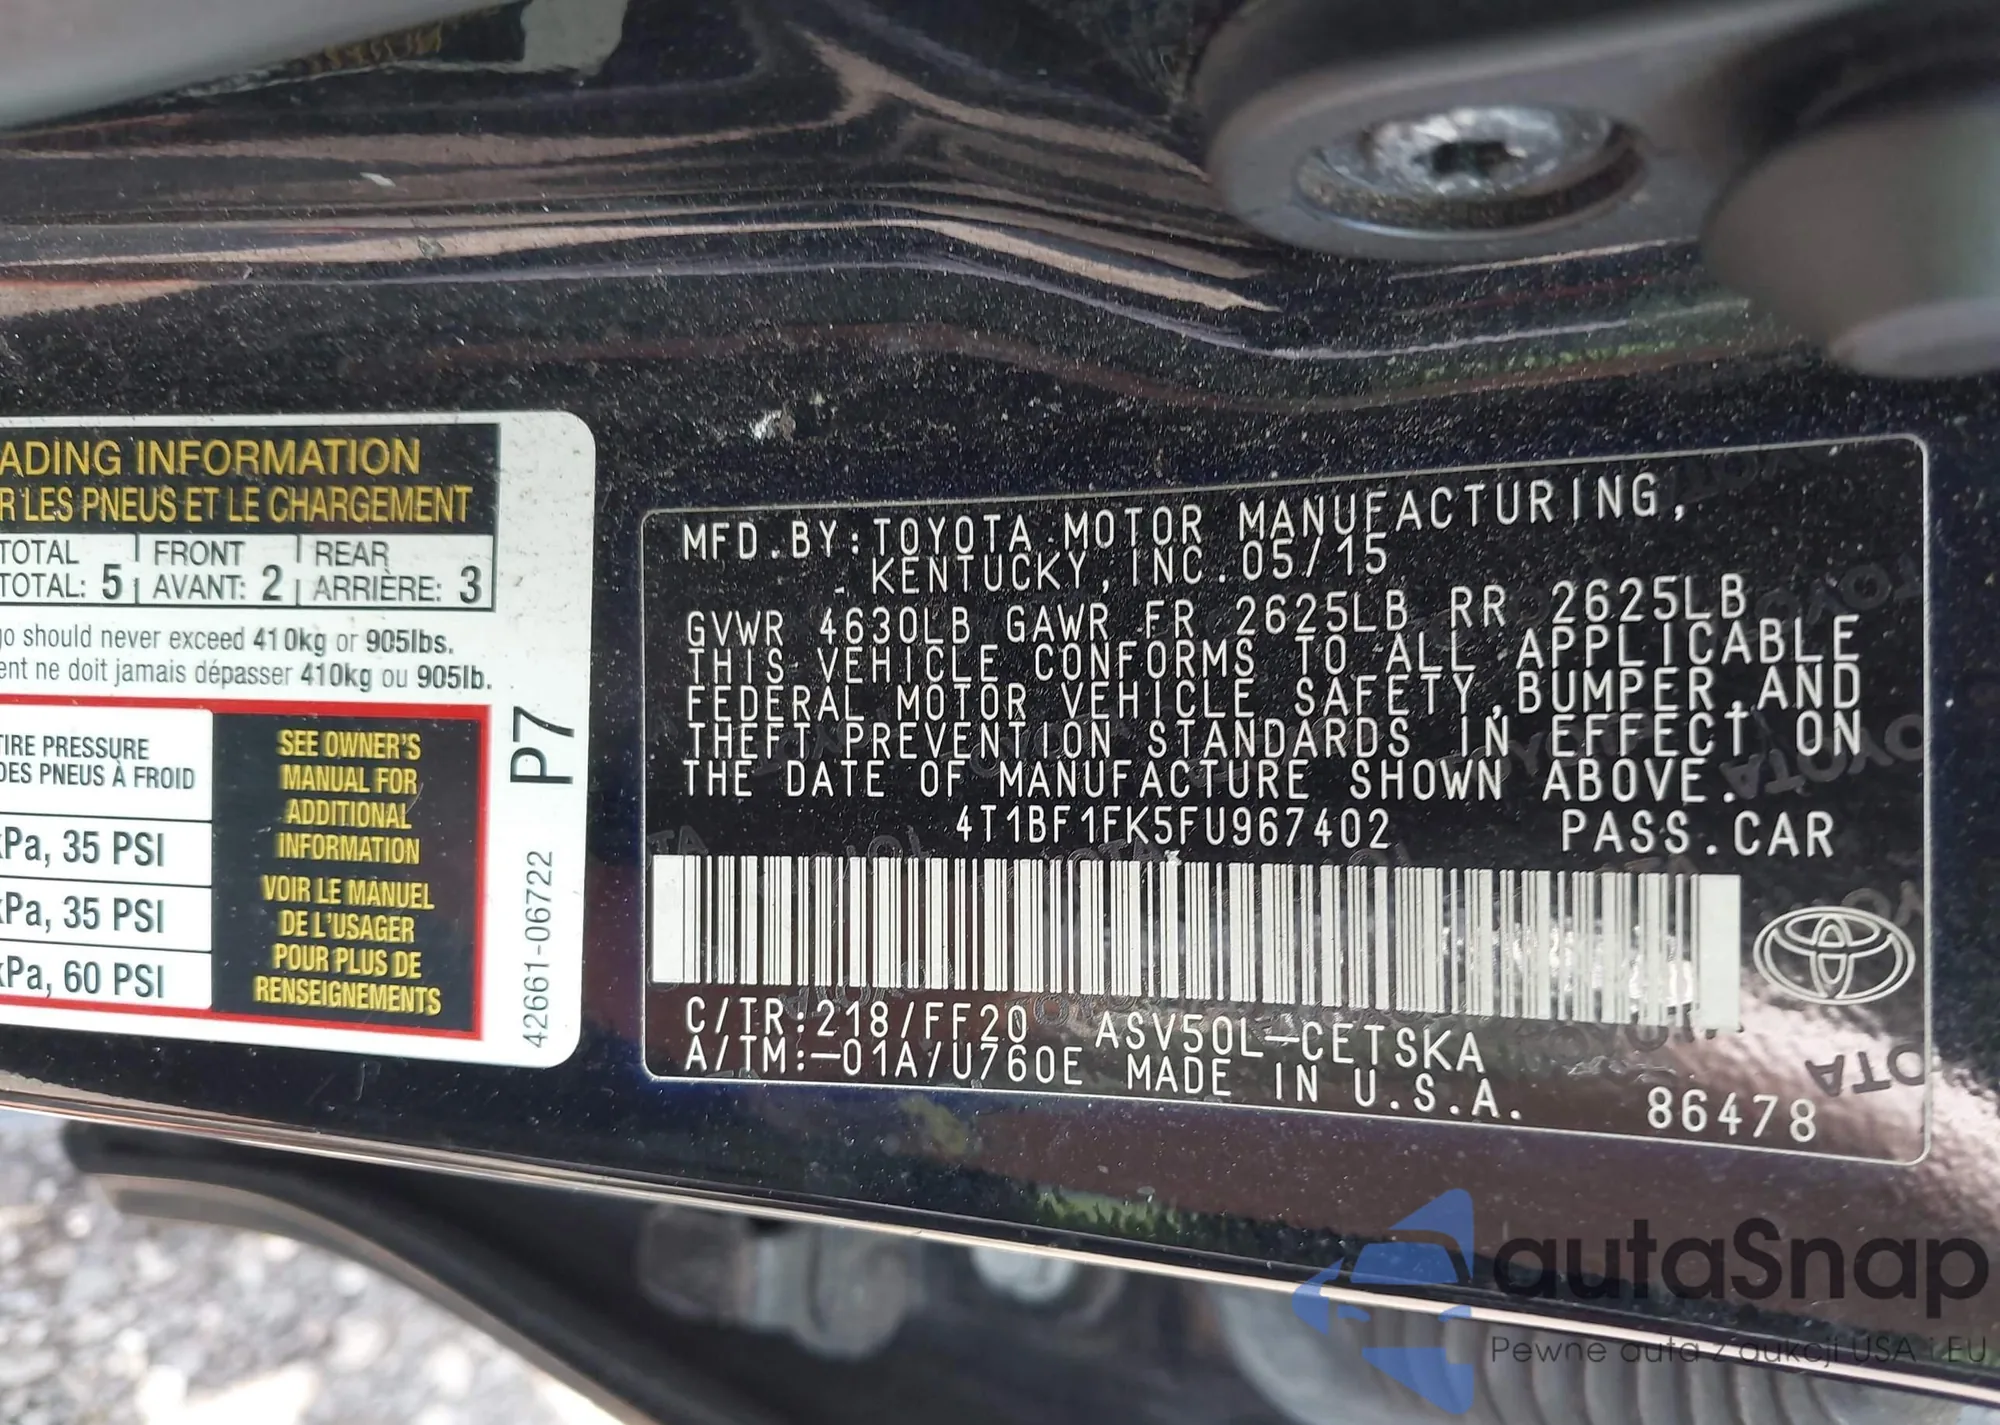 ADING INFORMATION
R LES PNEUS ET LE CHARGEMENT
TOTAL FRONT REAR
TOTAL: 5 AVANT: 2 ARRIÈRE: 3
go should never exceed 410kg or 905lbs.
ent ne doit jamais dépasser 410kg ou 905lb.
TIRE PRESSURE
DES PNEUS À FROID
kPa, 35 PSI
kPa, 35 PSI
kPa, 60 PSI
SEE OWNER'S
MANUAL FOR
ADDITIONAL
INFORMATION
VOIR LE MANUEL
DE L'USAGER
POUR PLUS DE
RENSEIGNEMENTS
P7
42661-06722
MFD.BY:TOYOTA MOTOR MANUFACTURING,
KENTUCKY,INC.05/15
GVWR 4630LB GAWR FR 2625LB RR 2625LB
THIS VEHICLE CONFORMS TO ALL APPLICABLE
FEDERAL MOTOR VEHICLE SAFETY,BUMPER,AND
THEFT PREVENTION STANDARDS IN EFFECT ON
THE DATE OF MANUFACTURE SHOWN ABOVE.
4T1BF1FK5FU967402 PASS.CAR
C/TR:218/FF20 ASV50L-CETSKA
A/TM:-01A/U760E MADE IN U.S.A.
86478
autaSnap
Pewne auta z aukcji USA i EU